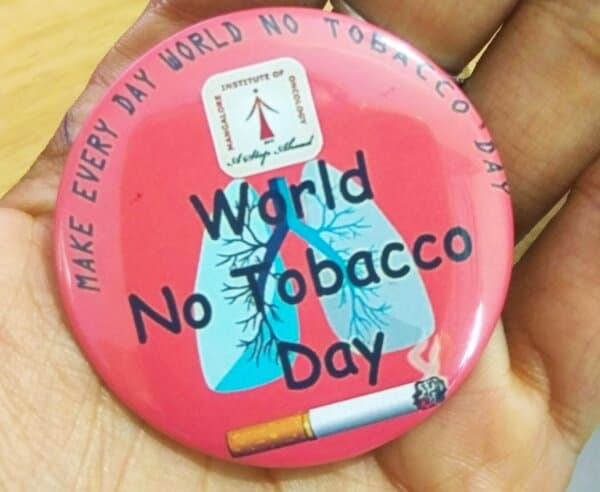 MAKE EVERY DAY WORLD NO TOBACCO DAY
MANGALORE INSTITUTE OF ONCOLOGY
A Step Ahead
World
No Tobacco
Day